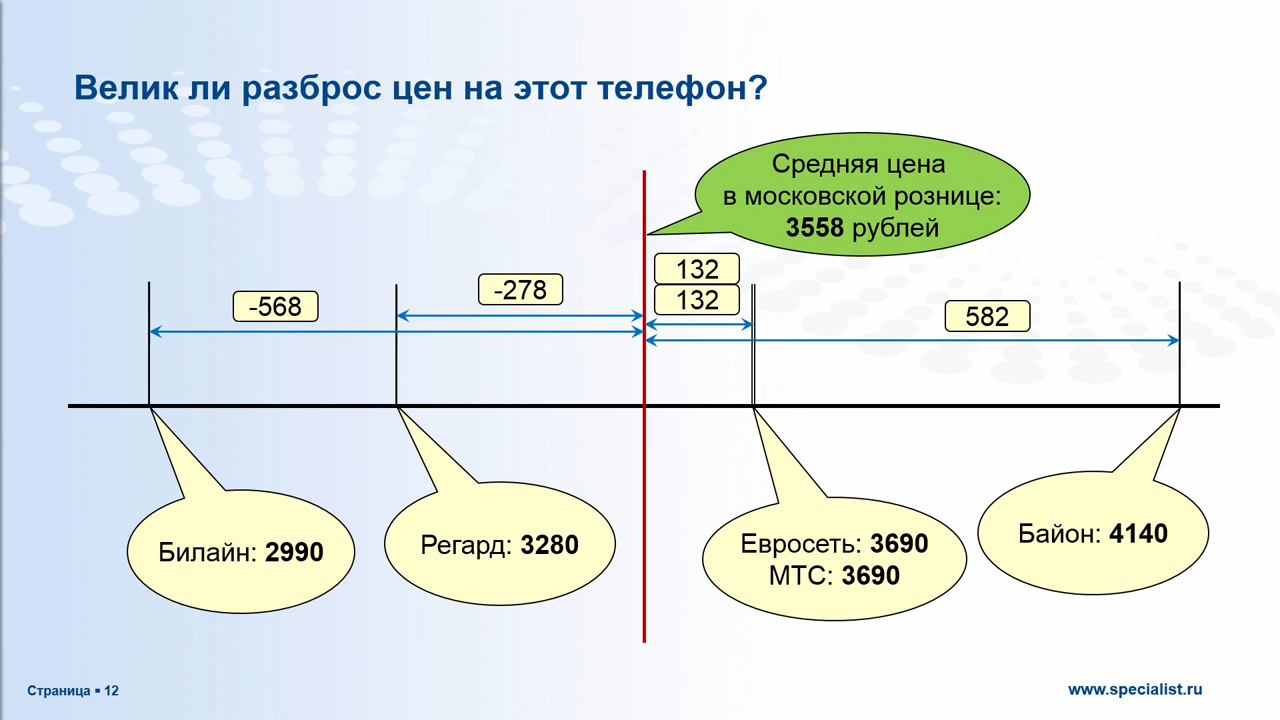 Велик ли разброс цен на этот телефон?
Средняя цена
в московской рознице:
3558 рублей
132
132
-278
-568
582
Билайн: 2990
Регард: 3280
Евросеть: 3690
МТС: 3690
Байон: 4140
Страница ▪ 12
www.specialist.ru